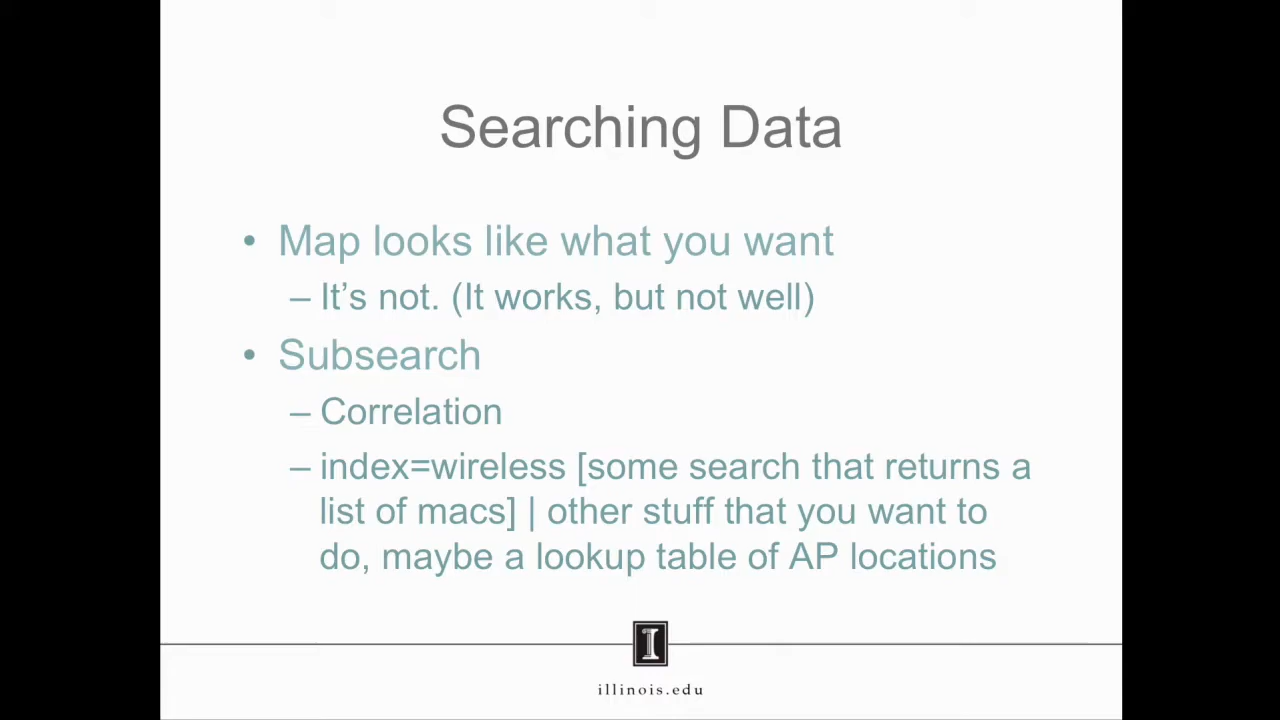 Searching Data
• Map looks like what you want
– It’s not. (It works, but not well)
• Subsearch
– Correlation
– index=wireless [some search that returns a
list of macs] | other stuff that you want to
do, maybe a lookup table of AP locations
I
illinois.edu